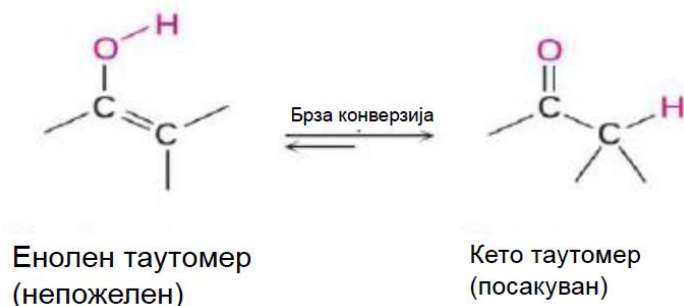 O H
C C
Брза конверзија
O
C C H
Енолен таутомер
(непожелен)
Кето таутомер
(посакуван)